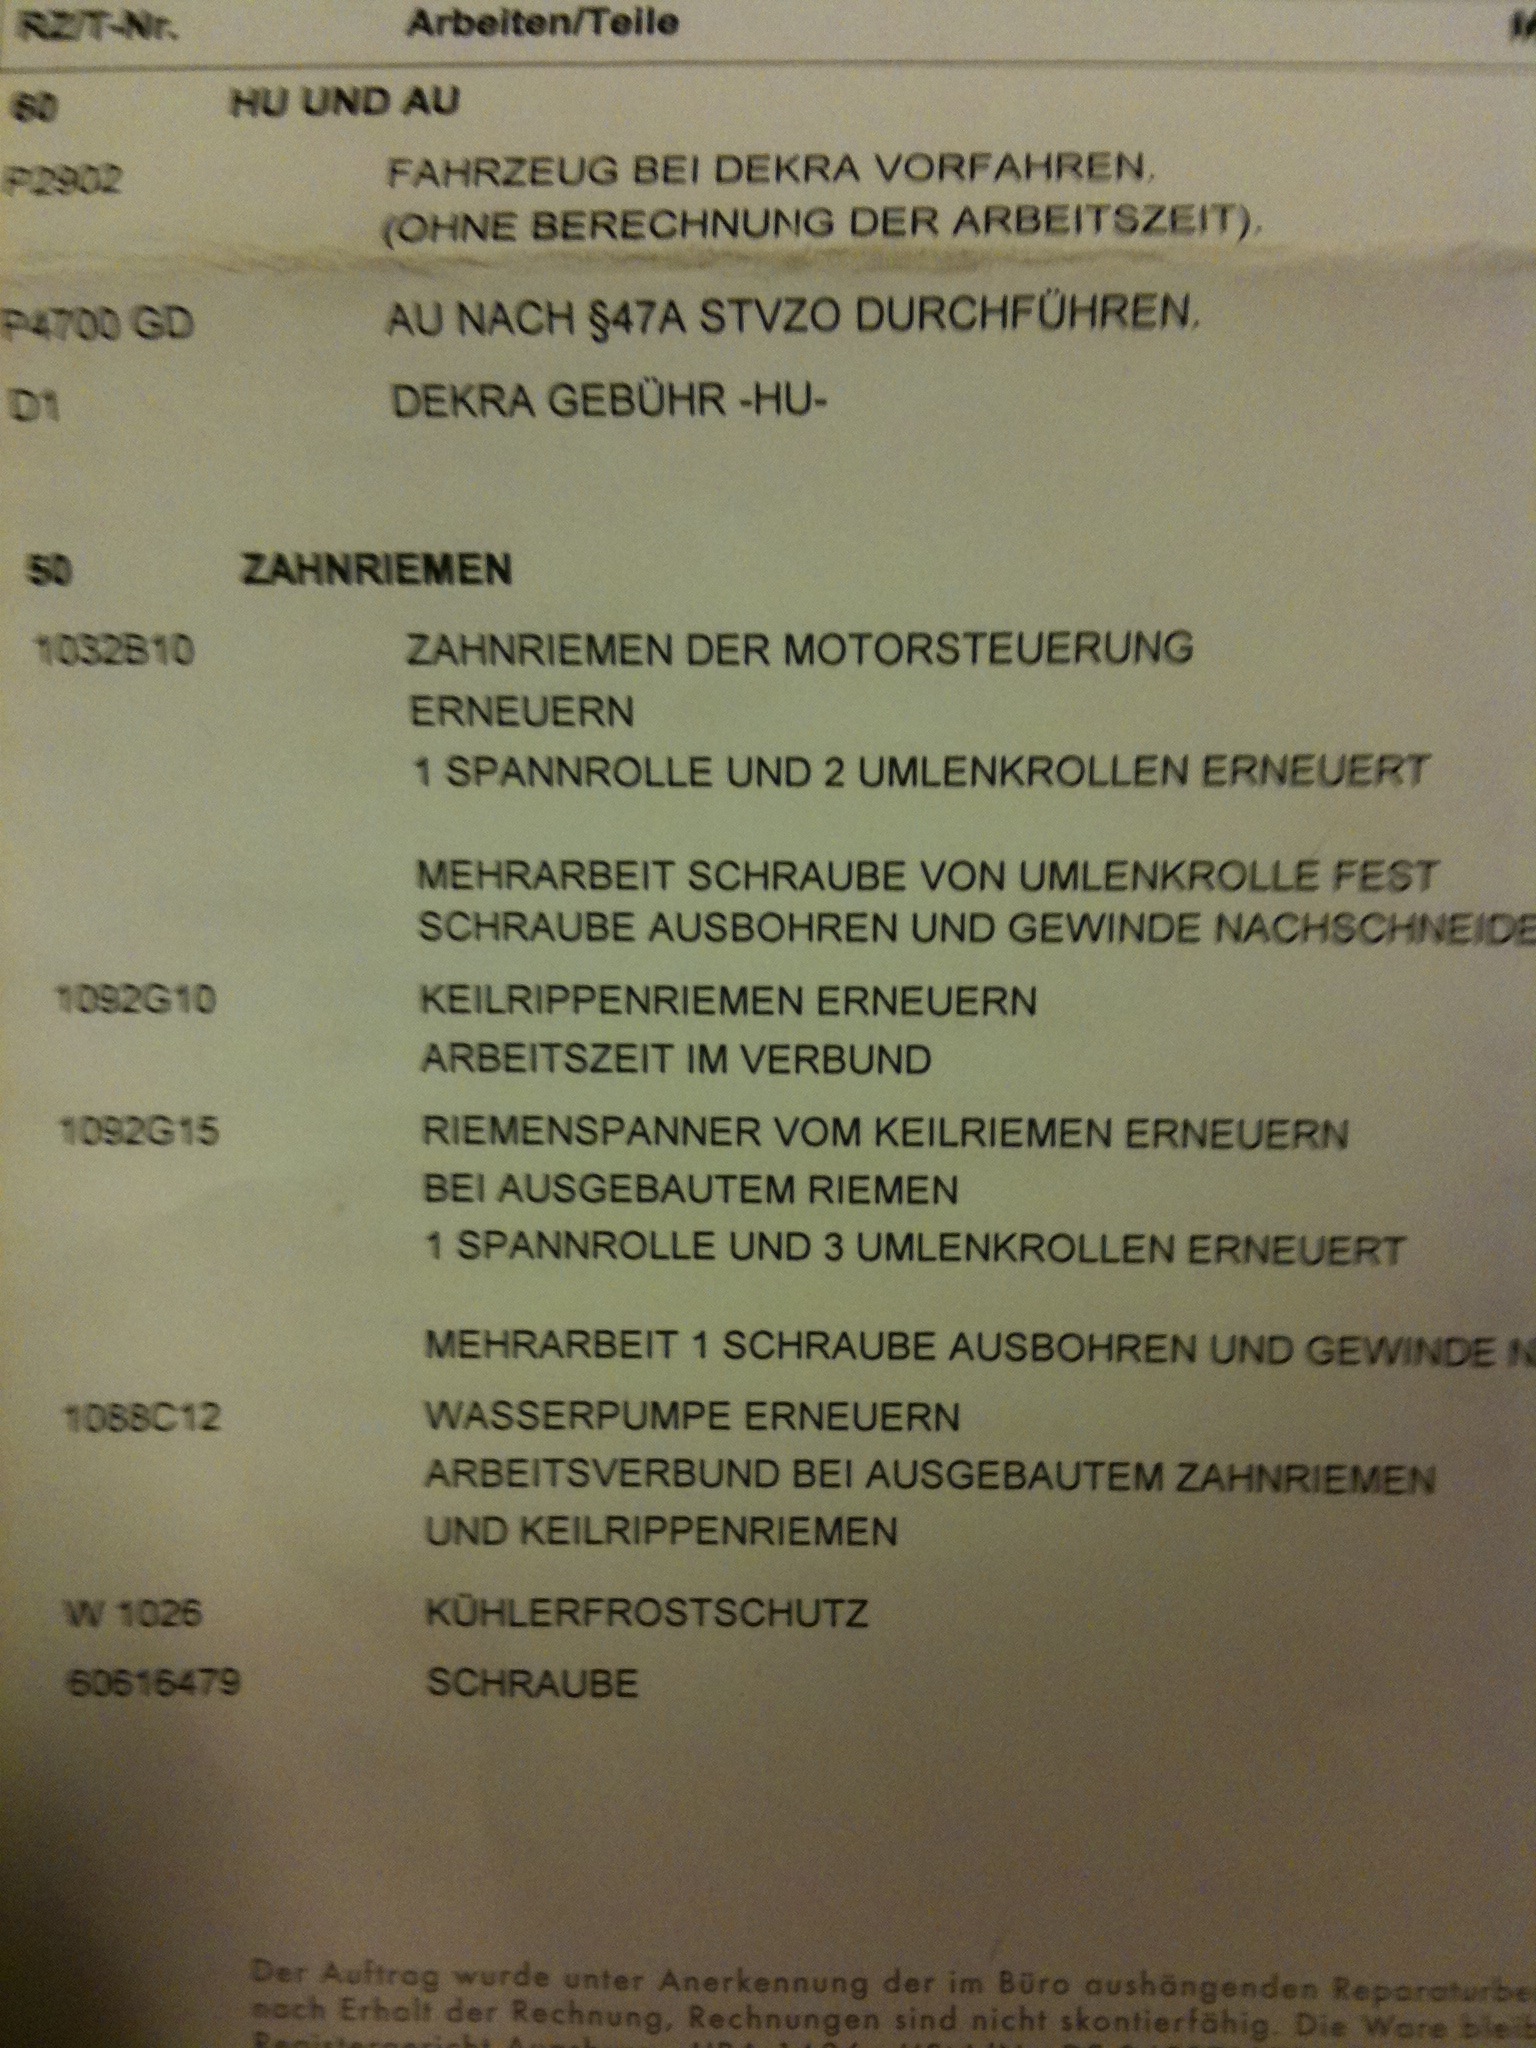 RZ/T-Nr. Arbeiten/Teile
60 HU UND AU
P2902 FAHRZEUG BEI DEKRA VORFAHREN.
(OHNE BERECHNUNG DER ARBEITSZEIT).
P4700 GD AU NACH §47A STVZO DURCHFÜHREN.
D1 DEKRA GEBÜHR -HU-
50 ZAHNRIEMEN
1032B10 ZAHNRIEMEN DER MOTORSTEUERUNG
ERNEUERN
1 SPANNROLLE UND 2 UMLENKROLLEN ERNEUERT
MEHRARBEIT SCHRAUBE VON UMLENKROLLE FEST
SCHRAUBE AUSBOHREN UND GEWINDE NACHSCHNEIDE
1092G10 KEILRIPPENRIEMEN ERNEUERN
ARBEITSZEIT IM VERBUND
1092G15 RIEMENSPANNER VOM KEILRIEMEN ERNEUERN
BEI AUSGEBAUTEM RIEMEN
1 SPANNROLLE UND 3 UMLENKROLLEN ERNEUERT
MEHRARBEIT 1 SCHRAUBE AUSBOHREN UND GEWINDE N
1088C12 WASSERPUMPE ERNEUERN
ARBEITSVERBUND BEI AUSGEBAUTEM ZAHNRIEMEN
UND KEILRIPPENRIEMEN
W 1026 KÜHLERFROSTSCHUTZ
60616479 SCHRAUBE
Der Auftrag wurde unter Anerkennung der im Büro aushängenden Reparaturbe
nach Erhalt der Rechnung, Rechnungen sind nicht skontierfähig. Die Ware bleib